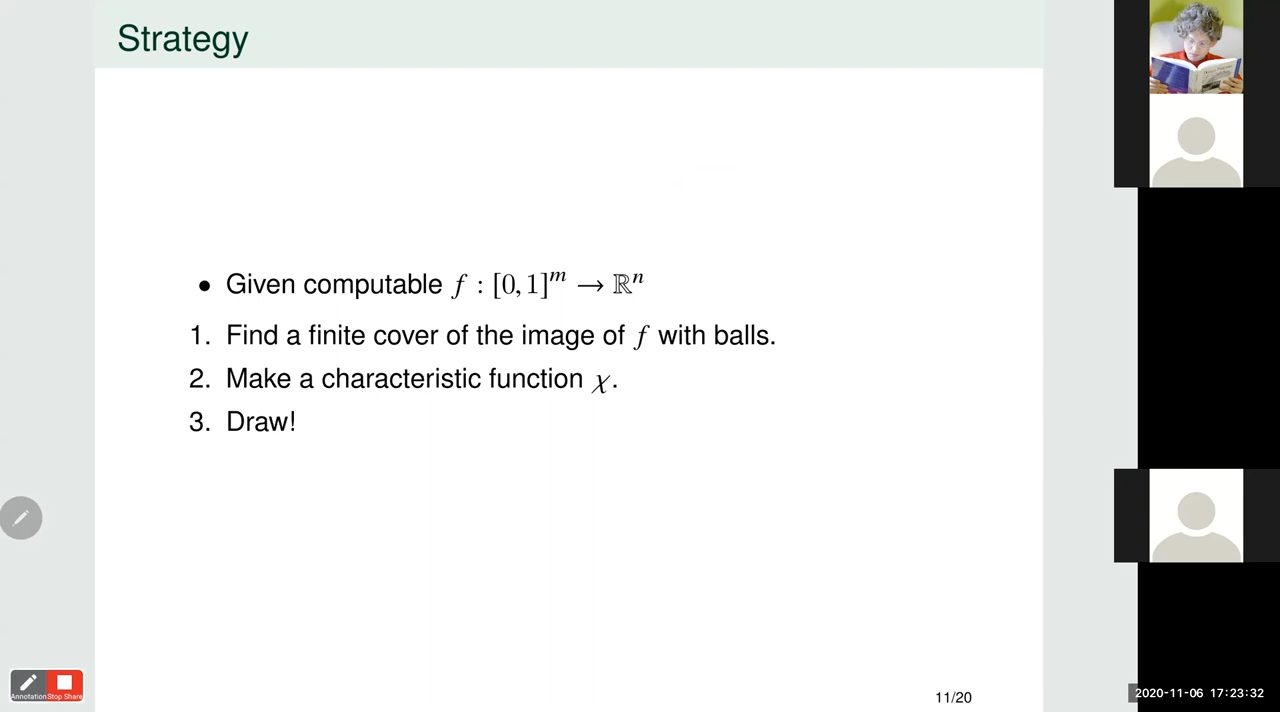 Strategy
• Given computable f : [0, 1]^m → ℝ^n
1. Find a finite cover of the image of f with balls.
2. Make a characteristic function χ.
3. Draw!
Annotation Stop Share
11/20
2020-11-06 17:23:32